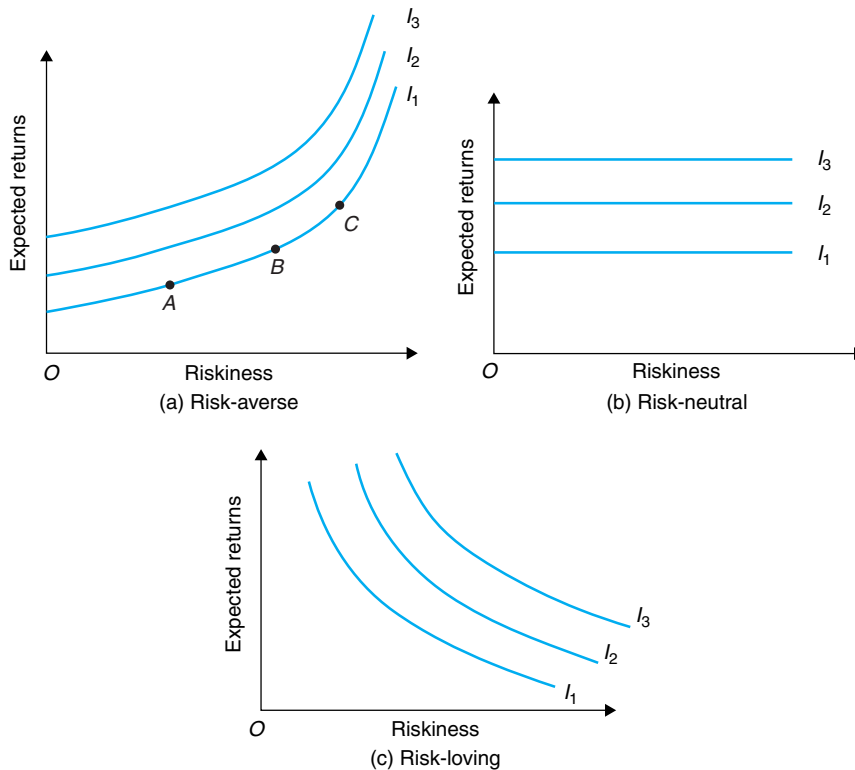 I3
I2
I1
Expected returns
A
B
C
O
Riskiness
(a) Risk-averse
Expected returns
I3
I2
I1
O
Riskiness
(b) Risk-neutral
Expected returns
I3
I2
I1
O
Riskiness
(c) Risk-loving